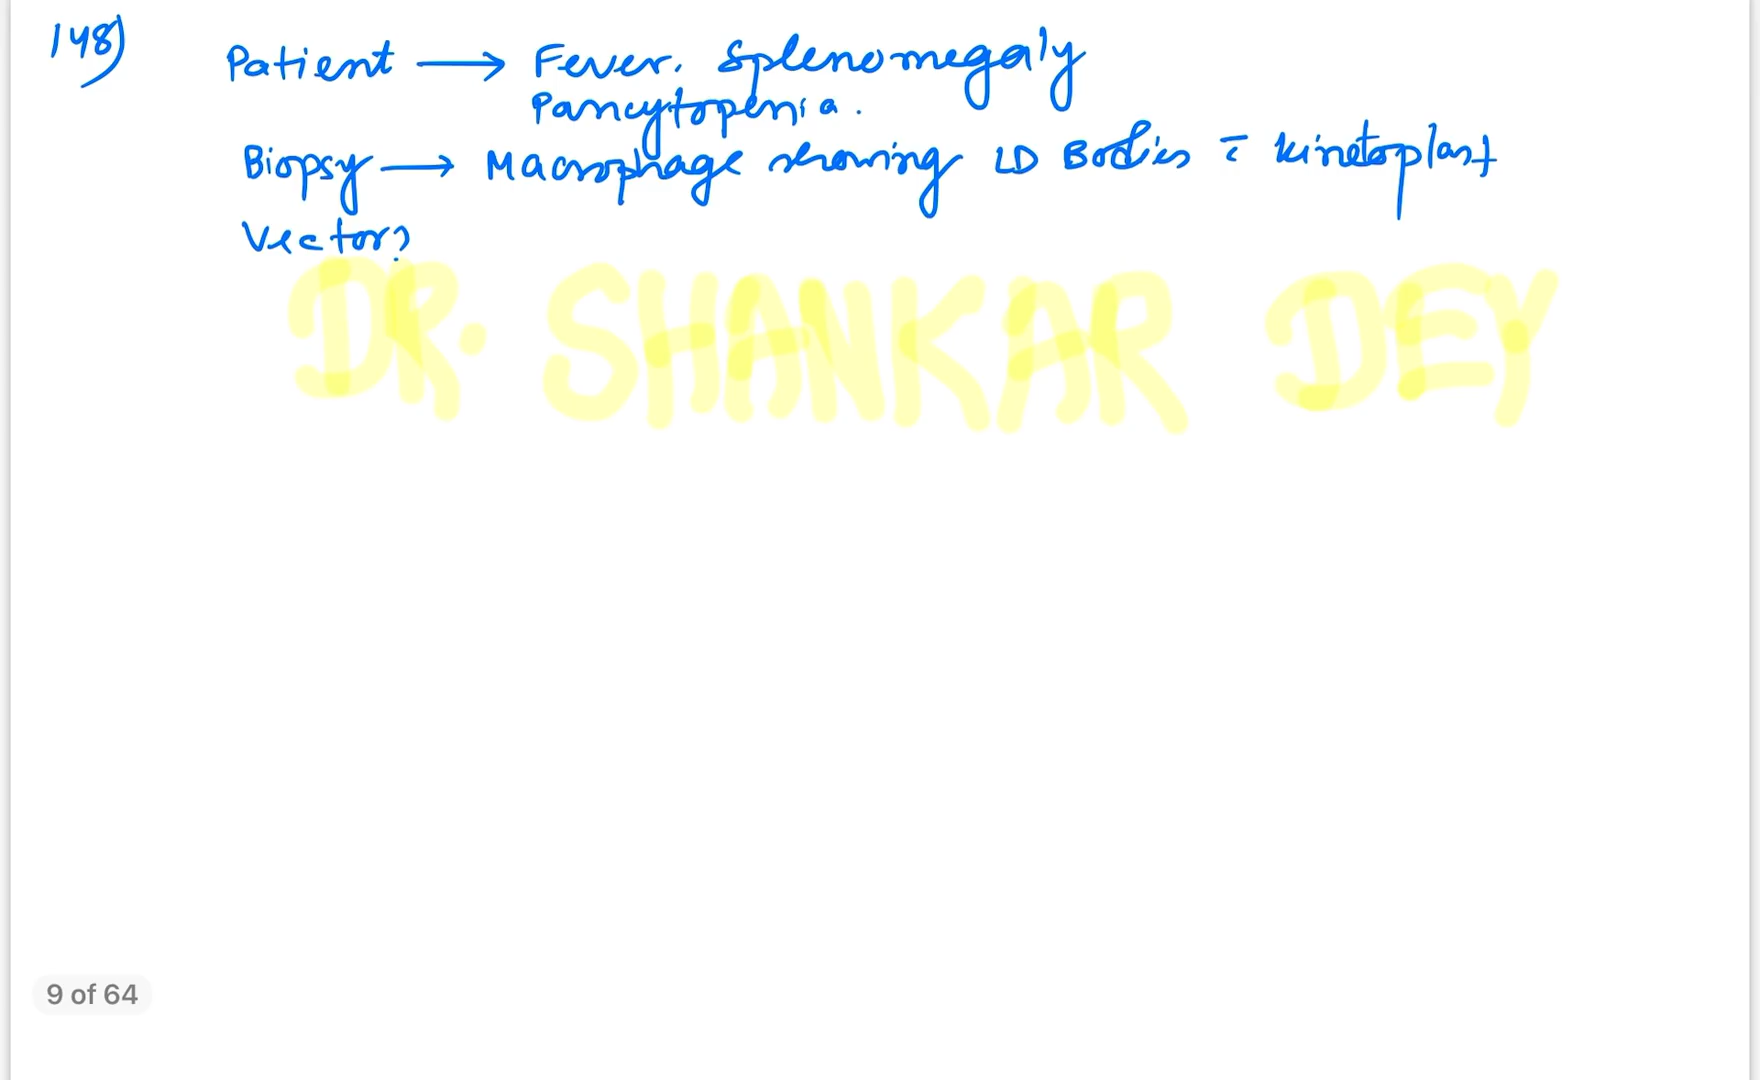 148)
Patient → Fever. Splenomegaly
Pancytopenia.
Biopsy → Macrophage showing LD Bodies c̄ kinetoplast
Vector?
DR. SHANKAR DEY
9 of 64